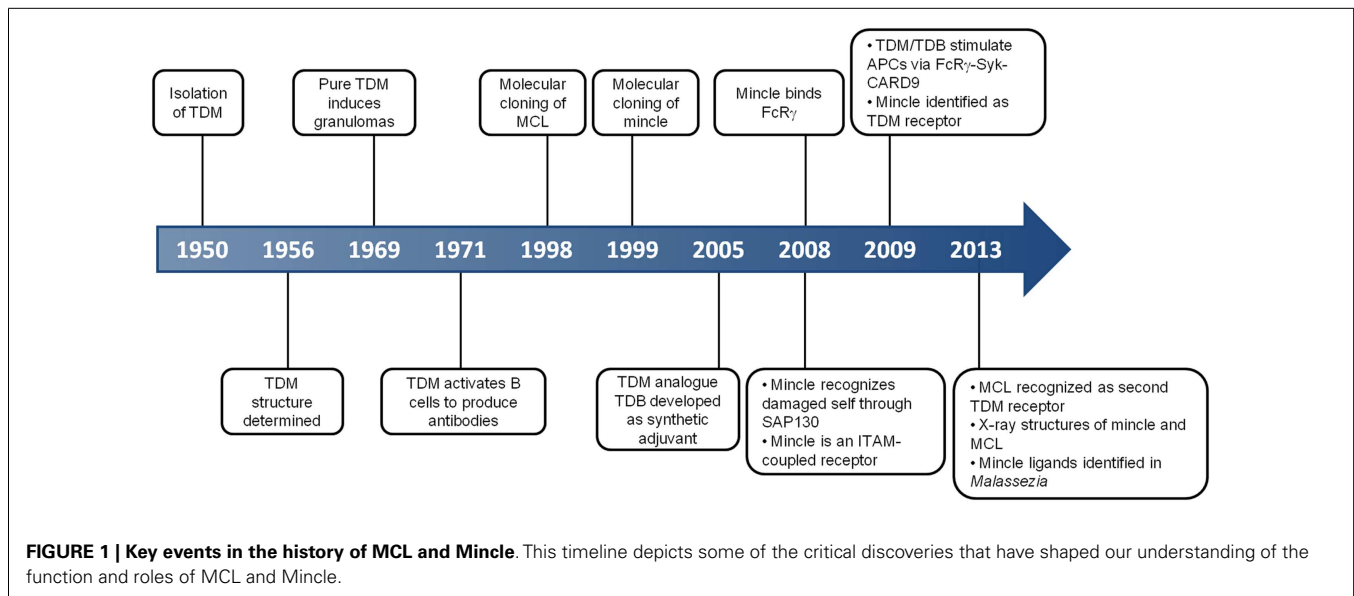 Isolation
of TDM
Pure TDM
induces
granulomas
Molecular
cloning of
MCL
Molecular
cloning of
mincle
Mincle binds
FcRγ
• TDM/TDB stimulate
APCs via FcRγ-Syk-
CARD9
• Mincle identified as
TDM receptor
1950 1956 1969 1971 1998 1999 2005 2008 2009 2013
TDM
structure
determined
TDM activates B
cells to produce
antibodies
TDM analogue
TDB developed
as synthetic
adjuvant
• Mincle recognizes
damaged self through
SAP130
• Mincle is an ITAM-
coupled receptor
• MCL recognized as second
TDM receptor
• X-ray structures of mincle and
MCL
• Mincle ligands identified in
Malassezia
FIGURE 1 | Key events in the history of MCL and Mincle. This timeline depicts some of the critical discoveries that have shaped our understanding of the
function and roles of MCL and Mincle.